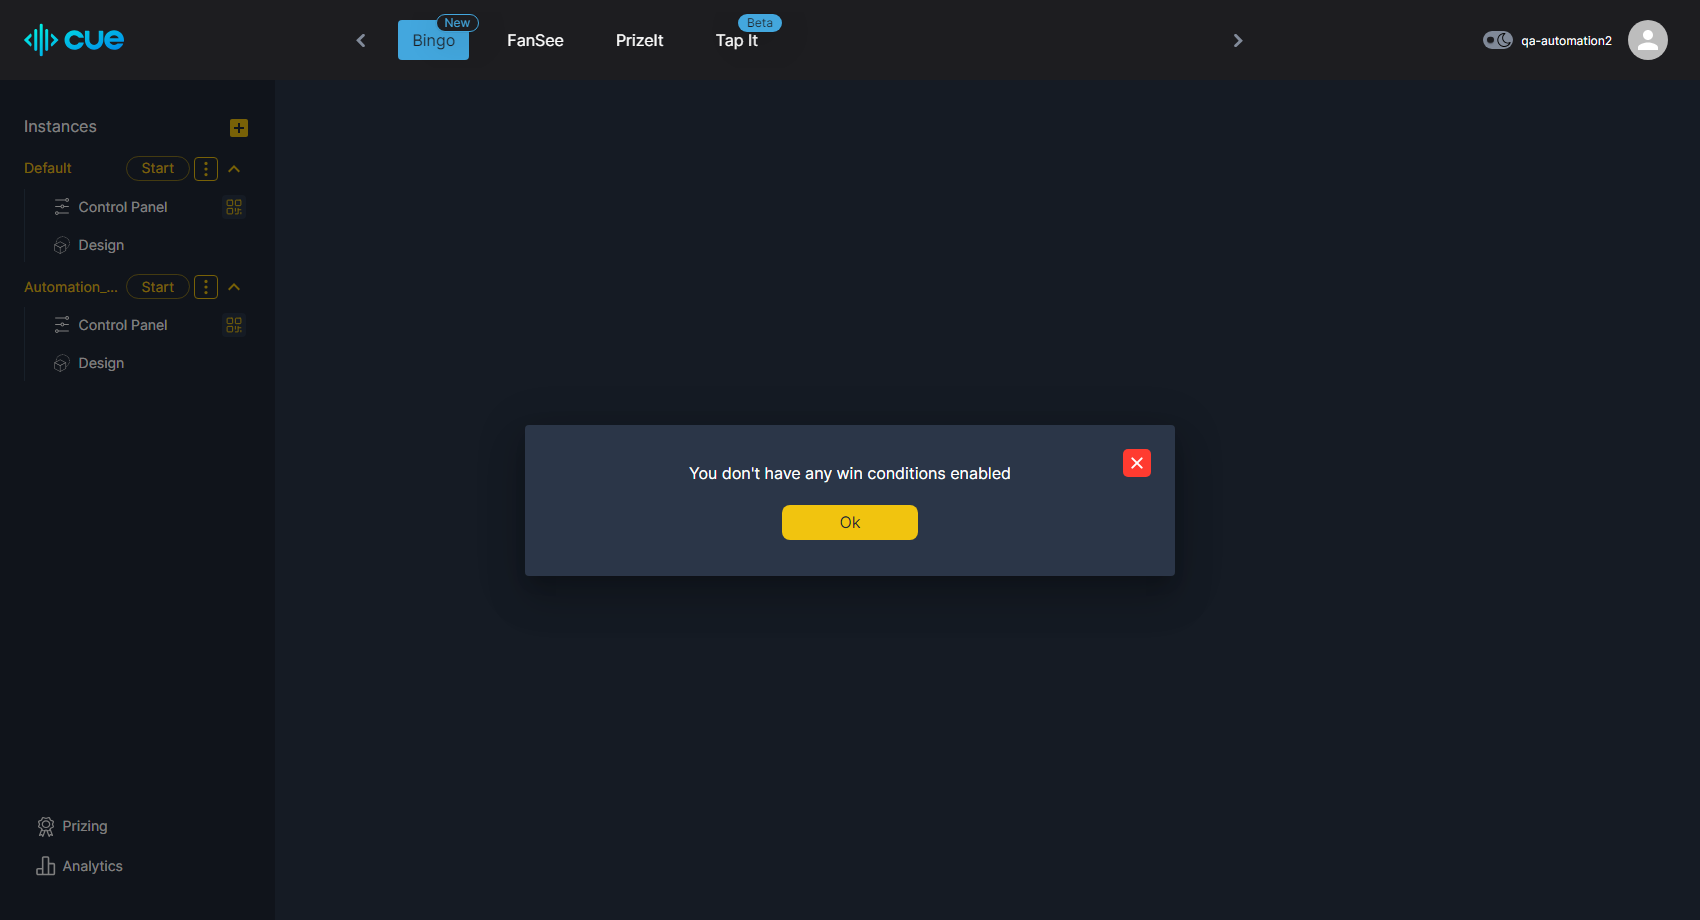 cue
Bingo
New
FanSee
PrizeIt
Tap It
Beta
qa-automation2
Instances
Default
Start
Control Panel
Design
Automation_...
Start
Control Panel
Design
You don't have any win conditions enabled
Ok
Prizing
Analytics